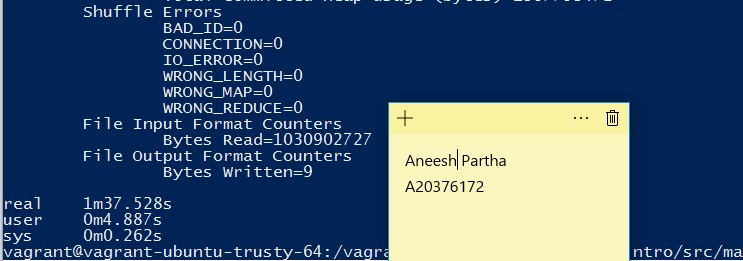 Shuffle Errors
BAD_ID=0
CONNECTION=0
IO_ERROR=0
WRONG_LENGTH=0
WRONG_MAP=0
WRONG_REDUCE=0
File Input Format Counters
Bytes Read=1030902727
File Output Format Counters
Bytes Written=9
real 1m37.528s
user 0m4.887s
sys 0m0.262s
vagrant@vagrant-ubuntu-trusty-64:/vagra ntro/src/ma
Aneesh Partha
A20376172